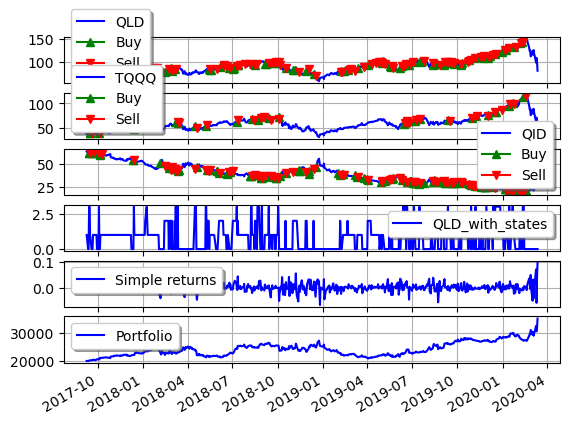 QLD
Buy
Sell
150
100
TQQQ
Buy
Sell
100
50
QID
Buy
Sell
50
25
QLD_with_states
2.5
0.0
Simple returns
0.1
0.0
Portfolio
30000
20000
2017-10
2018-01
2018-04
2018-07
2018-10
2019-01
2019-04
2019-07
2019-10
2020-01
2020-04